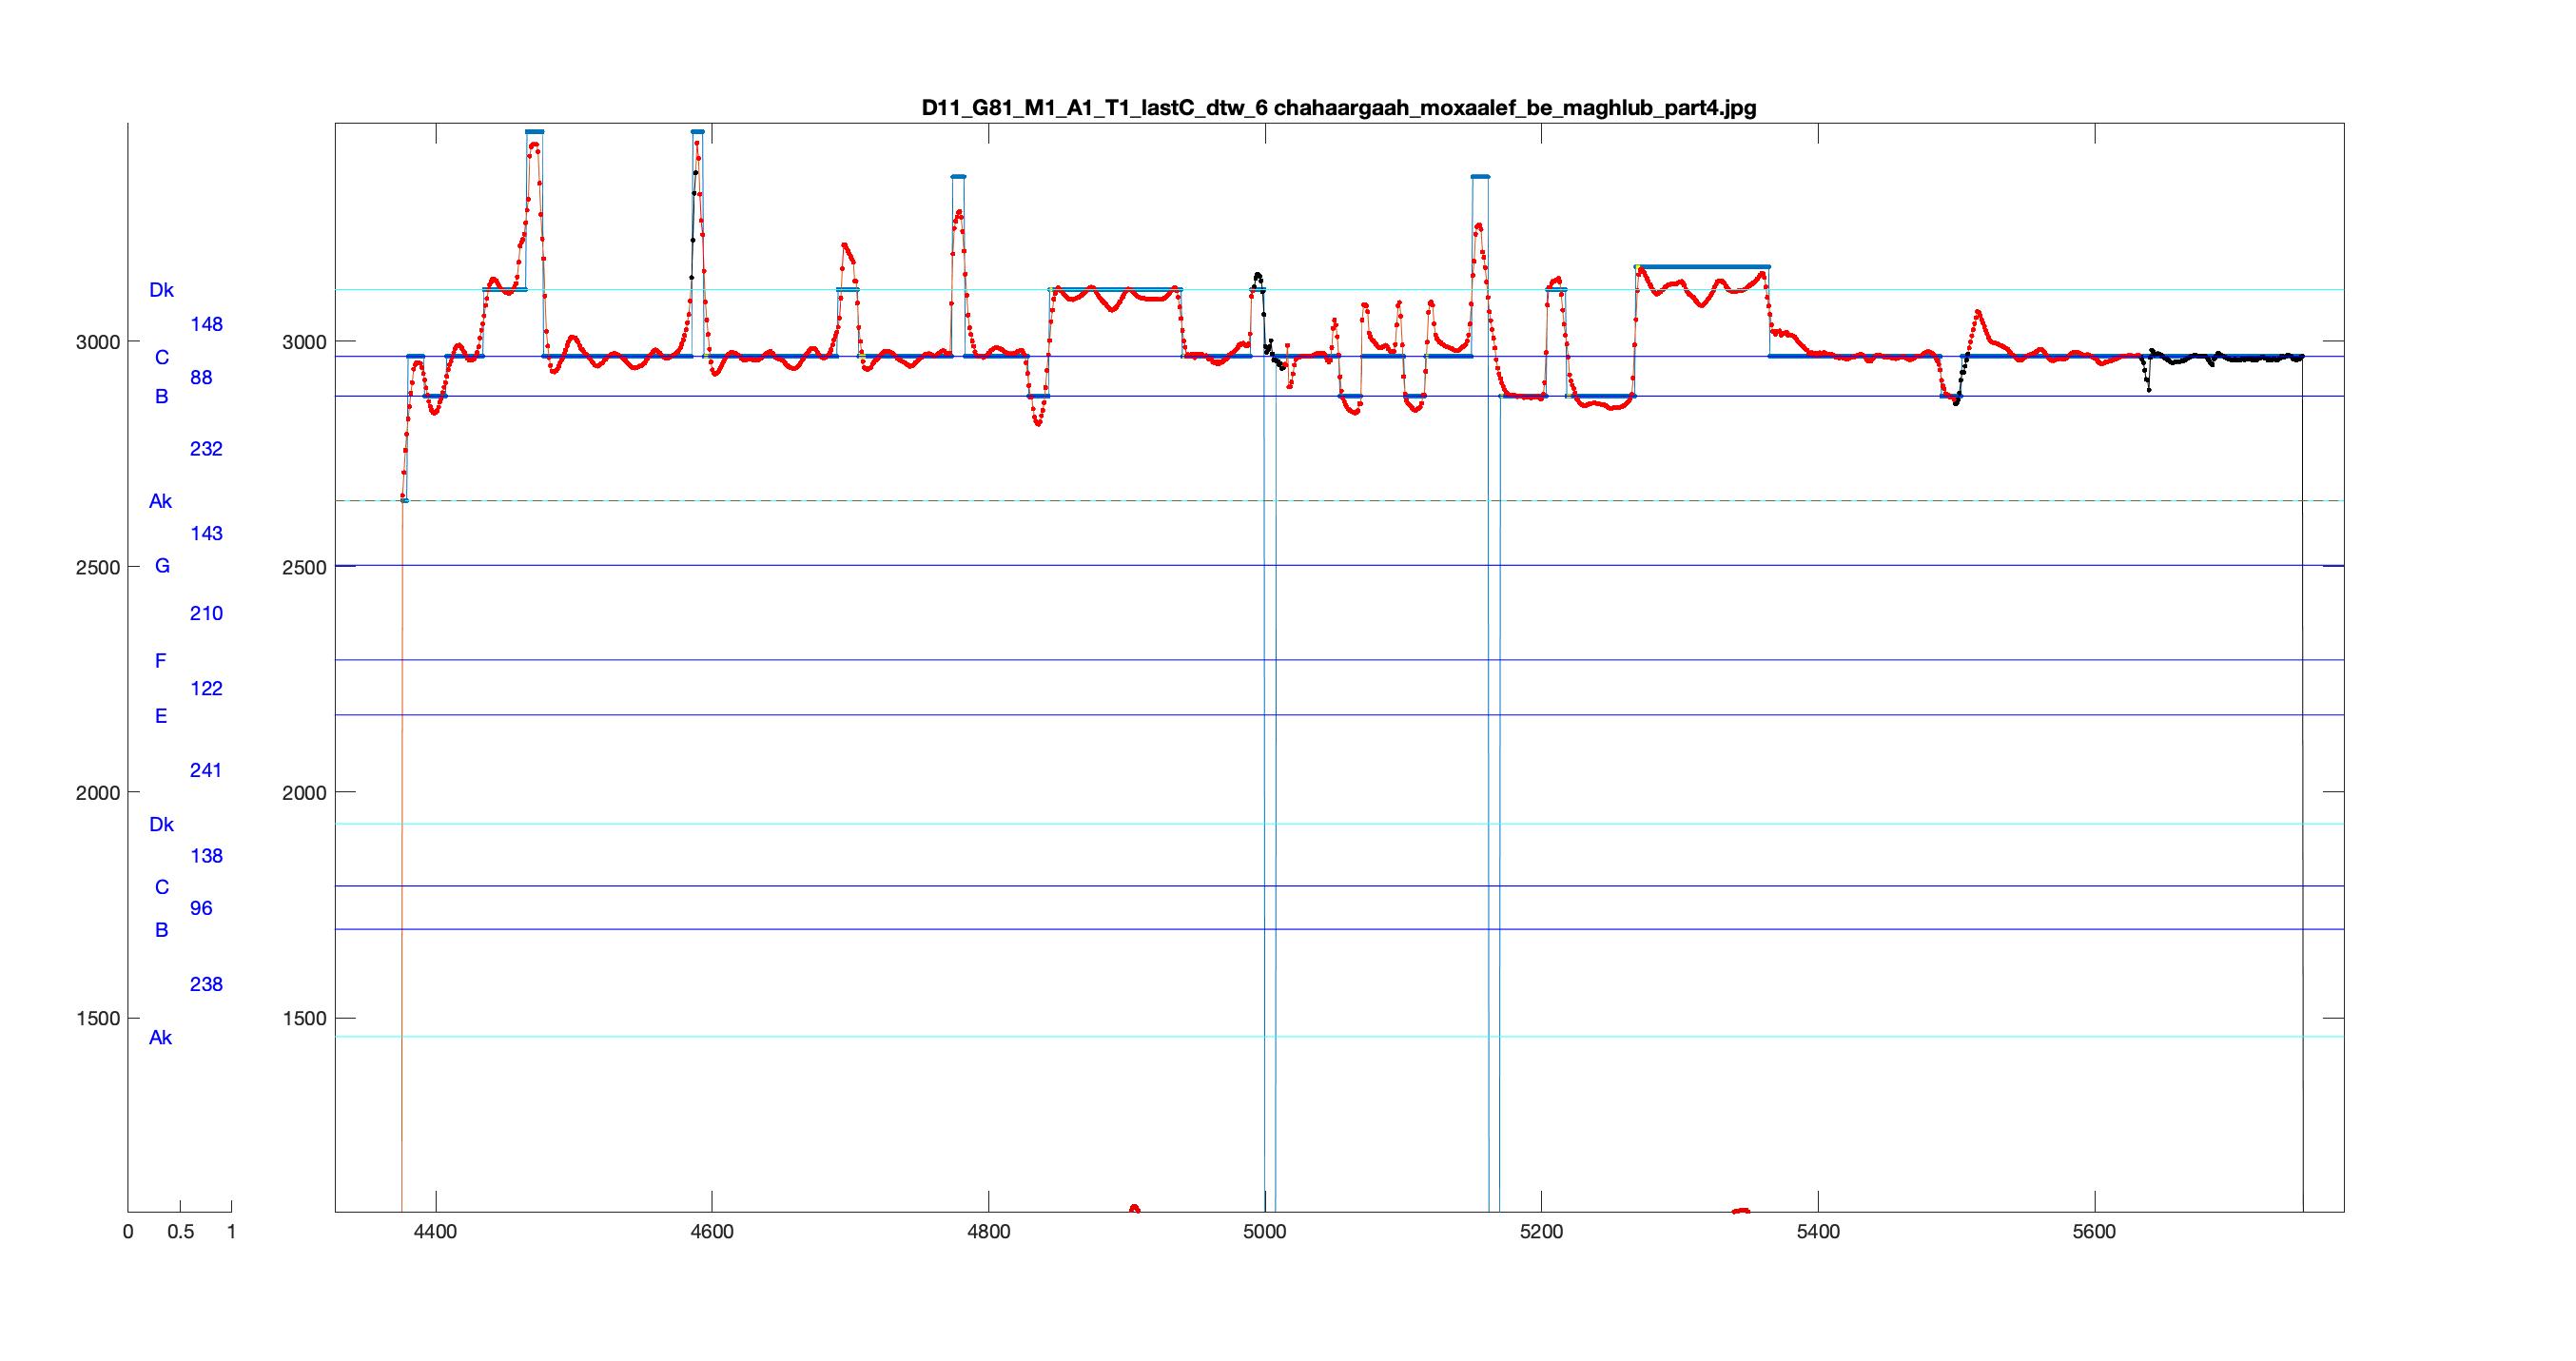 D11_G81_M1_A1_T1_lastC_dtw_6 chahaargaah_moxaalef_be_maghlub_part4.jpg
Dk
148
3000 3000
C
88
B
232
Ak
143
2500 G 2500
210
F
122
E
241
2000 2000
Dk
138
C
96
B
238
1500 1500
Ak
0 0.5 1 4400 4600 4800 5000 5200 5400 5600